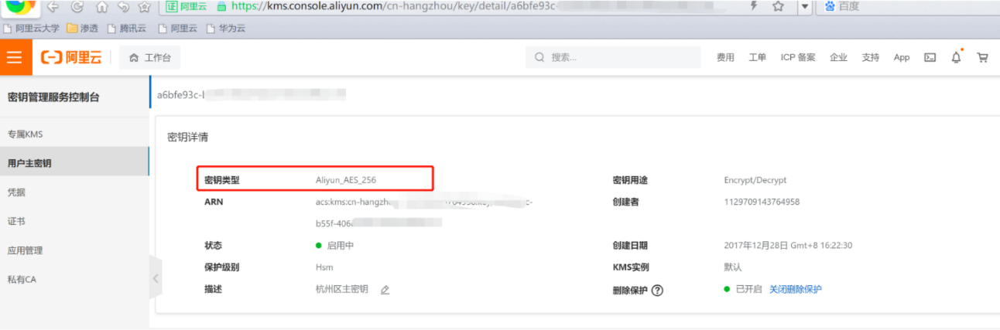 证 阿里云 https://kms.console.aliyun.com/cn-hangzhou/key/detail/a6bfe93c- 百度
阿里云大学 渗透 腾讯云 阿里云 华为云
阿里云 工作台 搜索... 费用 工单 ICP 备案 企业 支持 App
密钥管理服务控制台
a6bfe93c-
专属KMS
用户主密钥
凭据
证书
应用管理
私有CA
密钥详情
密钥类型 Aliyun_AES_256 密钥用途 Encrypt/Decrypt
ARN acs:kms:cn-hangzh c- 创建者 1129709143764958
b55f-406
状态 启用中 创建日期 2017年12月28日 Gmt+8 16:22:30
保护级别 Hsm KMS实例 默认
描述 杭州区主密钥 删除保护 已开启 关闭删除保护